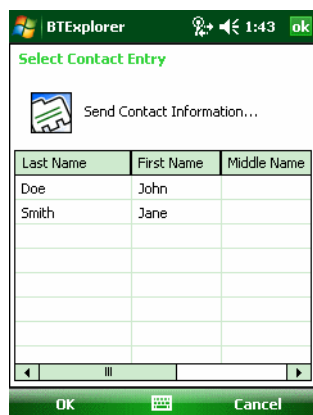 BTExplorer 1:43 ok
Select Contact Entry
Send Contact Information...
Last Name First Name Middle Name
Doe John
Smith Jane
OK Cancel